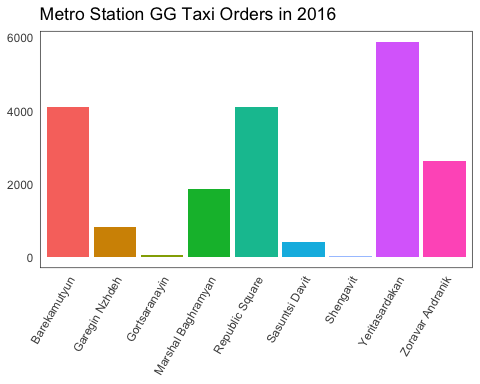 Metro Station GG Taxi Orders in 2016
6000
4000
2000
0
Barekamutyun
Garegin Nzhdeh
Gortsaranayin
Marshal Baghramyan
Republic Square
Sasuntsi Davit
Shengavit
Yeritasardakan
Zoravar Andranik